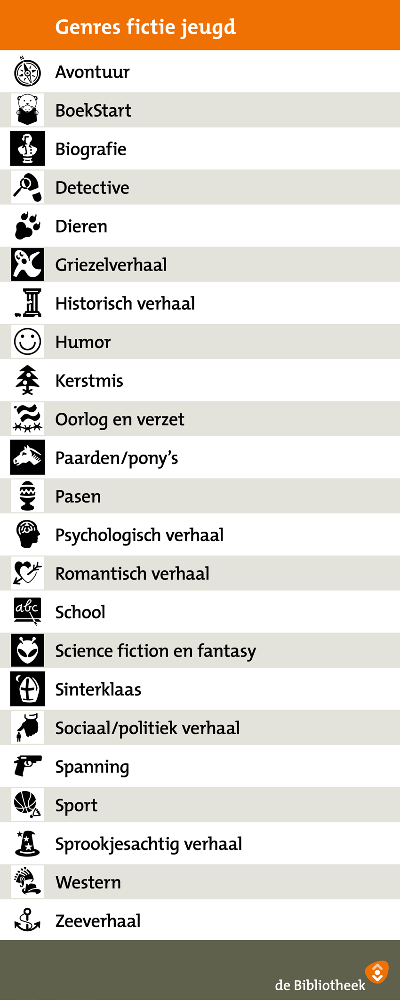 Genres fictie jeugd
N
Avontuur
BoekStart
Biografie
Detective
Dieren
Griezelverhaal
Historisch verhaal
Humor
Kerstmis
Oorlog en verzet
Paarden/pony’s
Pasen
Psychologisch verhaal
Romantisch verhaal
abc
School
Science fiction en fantasy
Sinterklaas
Sociaal/politiek verhaal
Spanning
Sport
Sprookjesachtig verhaal
Western
Zeeverhaal
de Bibliotheek